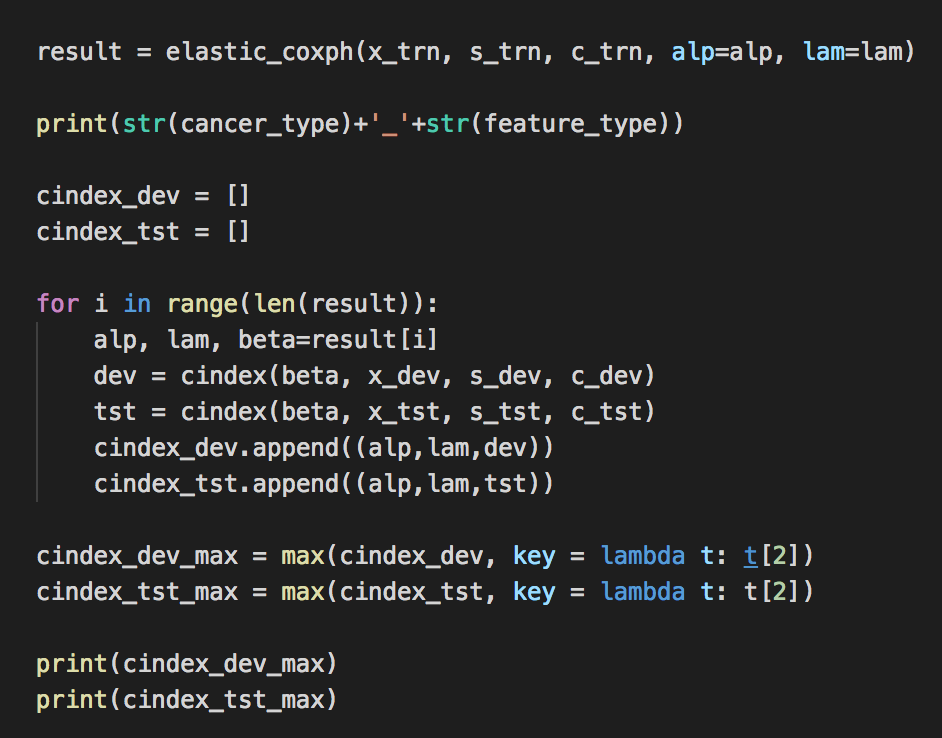 result = elastic_coxph(x_trn, s_trn, c_trn, alp=alp, lam=lam)
print(str(cancer_type)+'_'+str(feature_type))
cindex_dev = []
cindex_tst = []
for i in range(len(result)):
    alp, lam, beta=result[i]
    dev = cindex(beta, x_dev, s_dev, c_dev)
    tst = cindex(beta, x_tst, s_tst, c_tst)
    cindex_dev.append((alp,lam,dev))
    cindex_tst.append((alp,lam,tst))
cindex_dev_max = max(cindex_dev, key = lambda t: t[2])
cindex_tst_max = max(cindex_tst, key = lambda t: t[2])
print(cindex_dev_max)
print(cindex_tst_max)